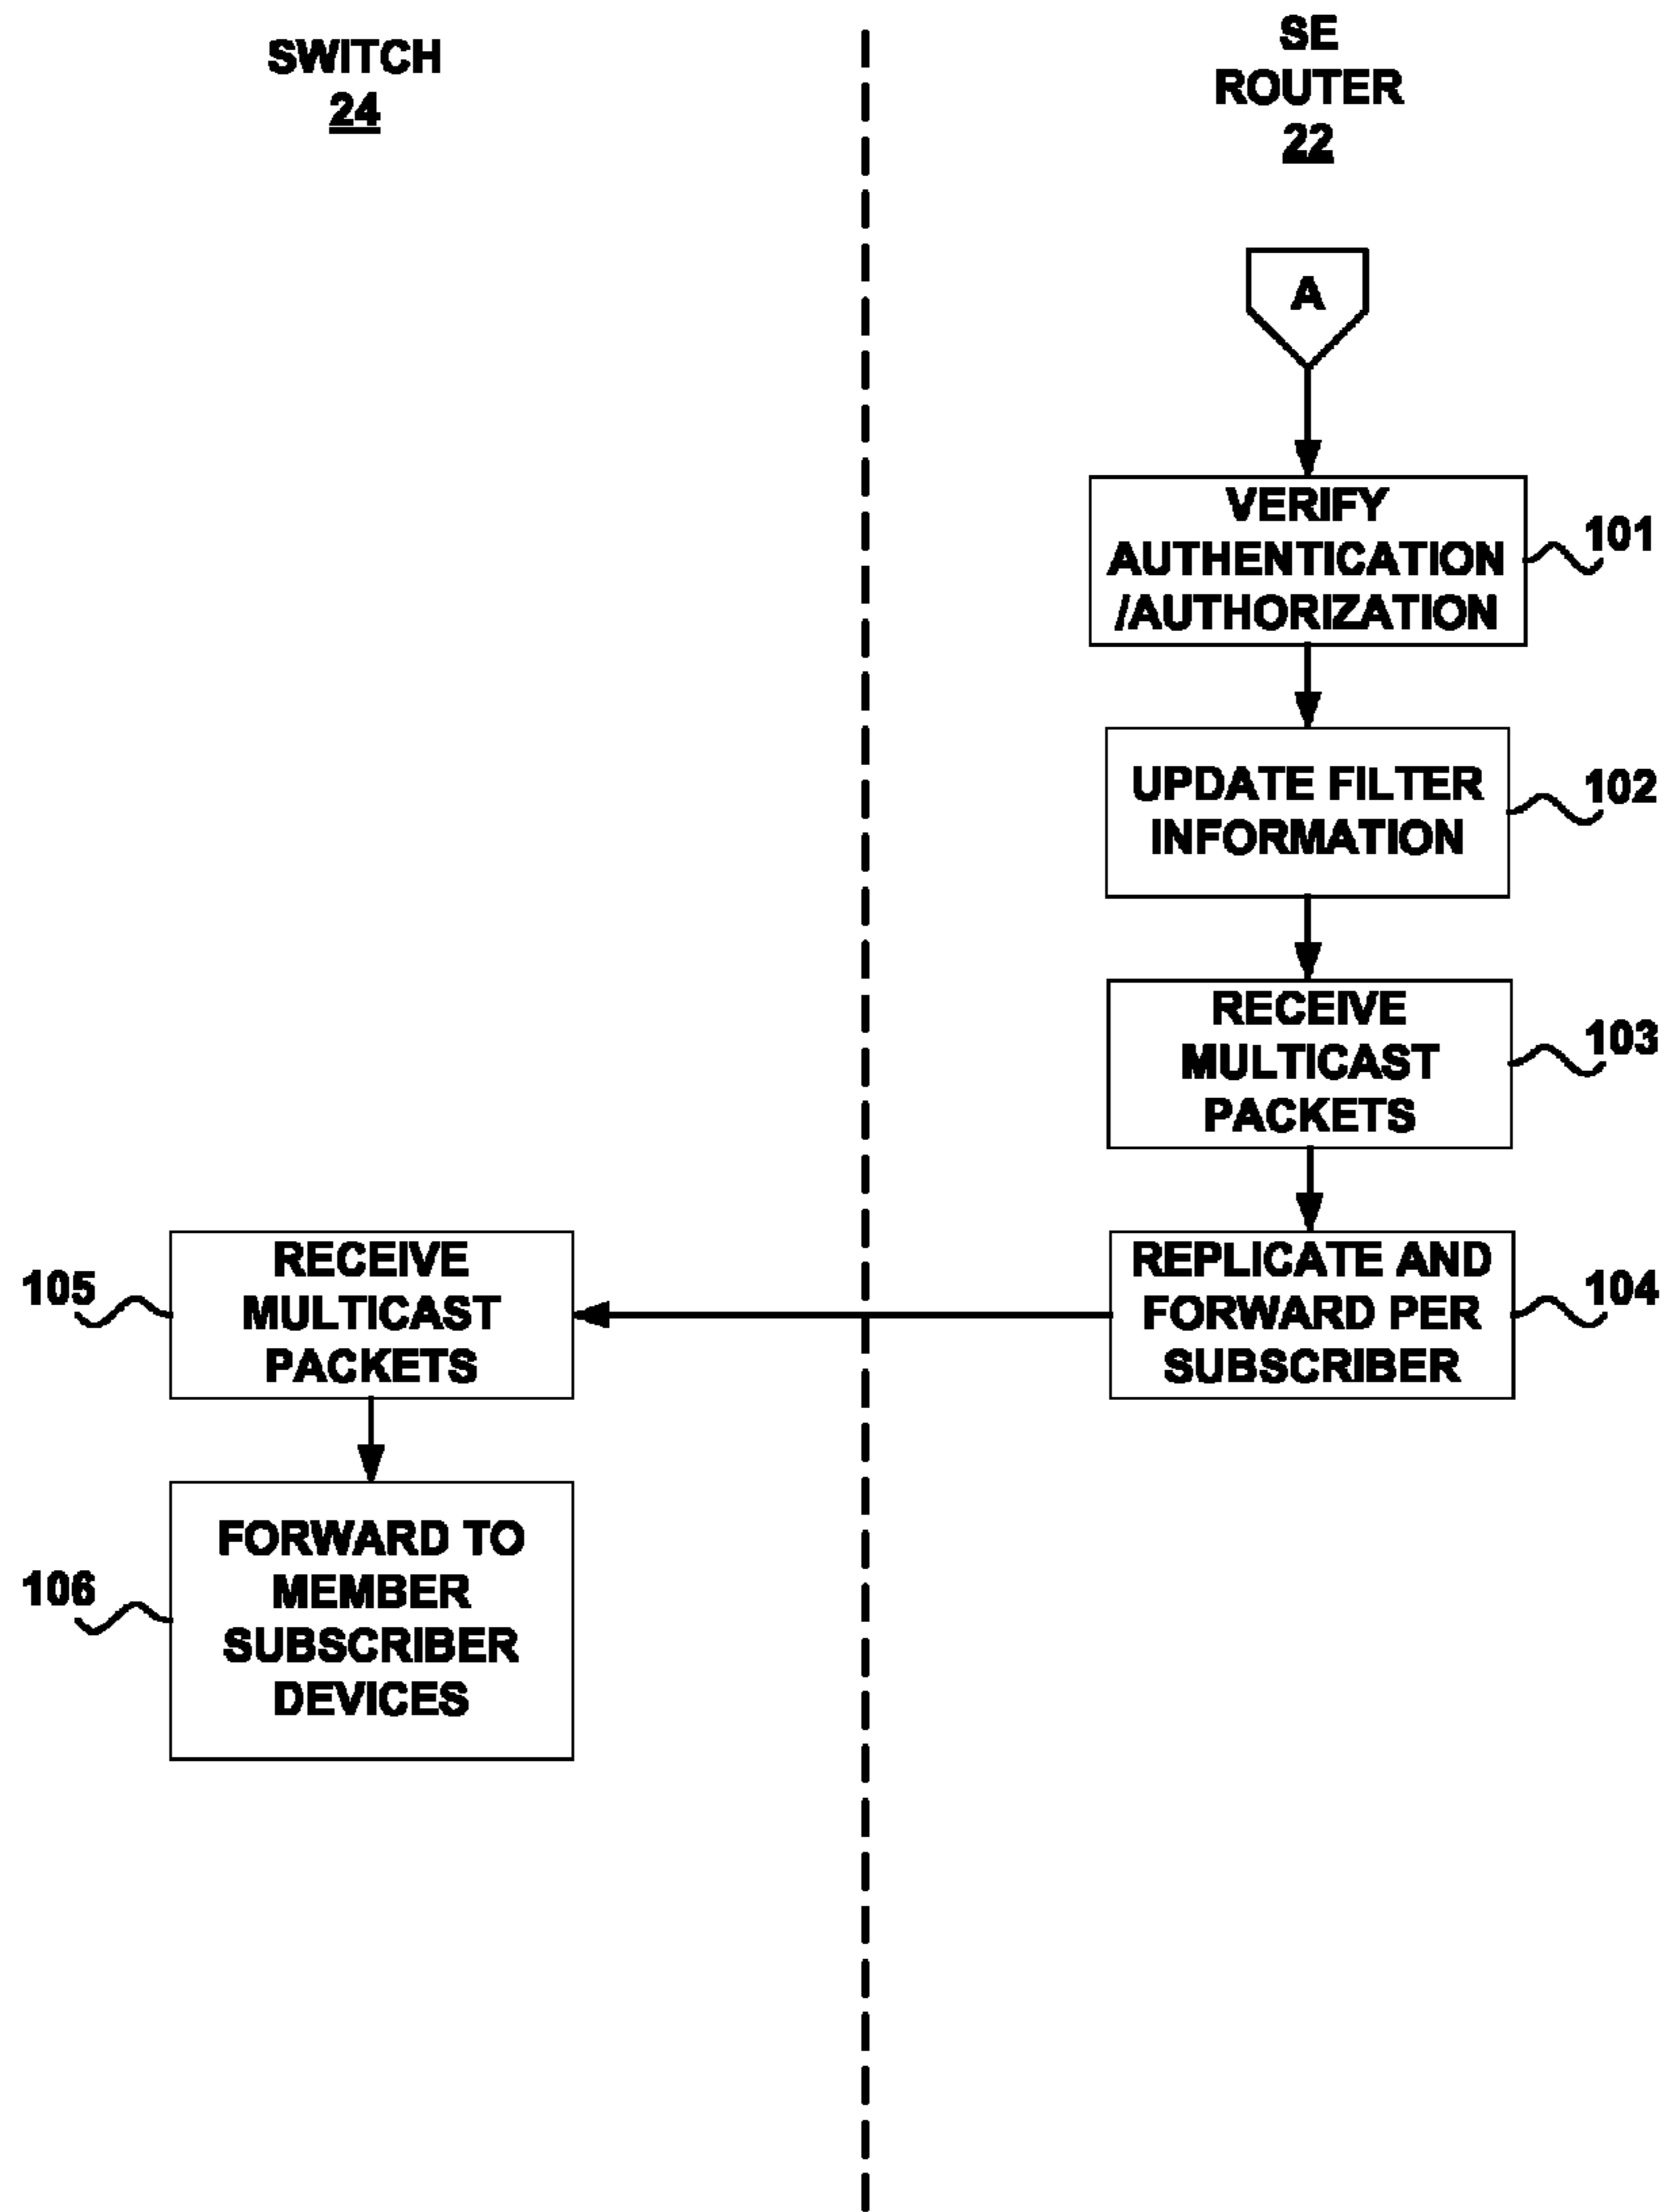 SWITCH
24
SE
ROUTER
22
A
VERIFY
AUTHENTICATION
/AUTHORIZATION
101
UPDATE FILTER
INFORMATION
102
RECEIVE
MULTICAST
PACKETS
103
REPLICATE AND
FORWARD PER
SUBSCRIBER
104
RECEIVE
MULTICAST
PACKETS
105
FORWARD TO
MEMBER
SUBSCRIBER
DEVICES
106